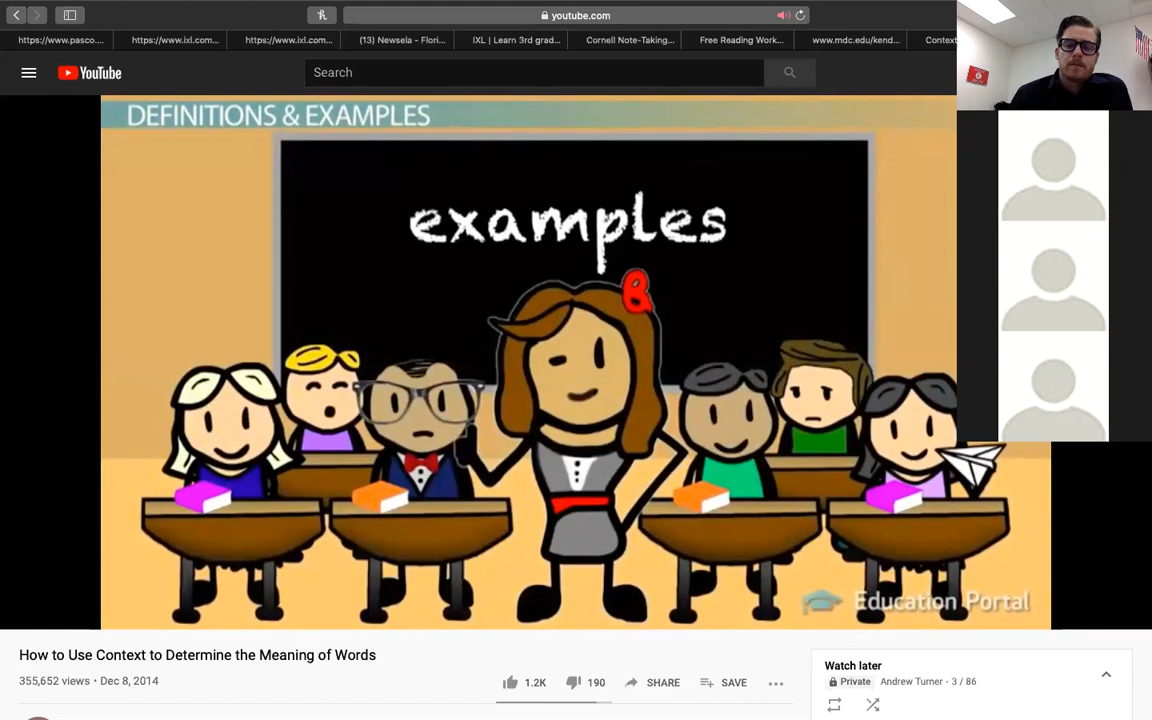 youtube.com
https://www.pasco....
https://www.ixl.com...
https://www.ixl.com...
(13) Newsela - Flori...
IXL | Learn 3rd grad...
Cornell Note-Taking...
Free Reading Work...
www.mdc.edu/kend...
Context
YouTube
Search
DEFINITIONS & EXAMPLES
examples
Education Portal
How to Use Context to Determine the Meaning of Words
355,652 views • Dec 8, 2014
1.2K
190
SHARE
SAVE
Watch later
Private Andrew Turner - 3 / 86